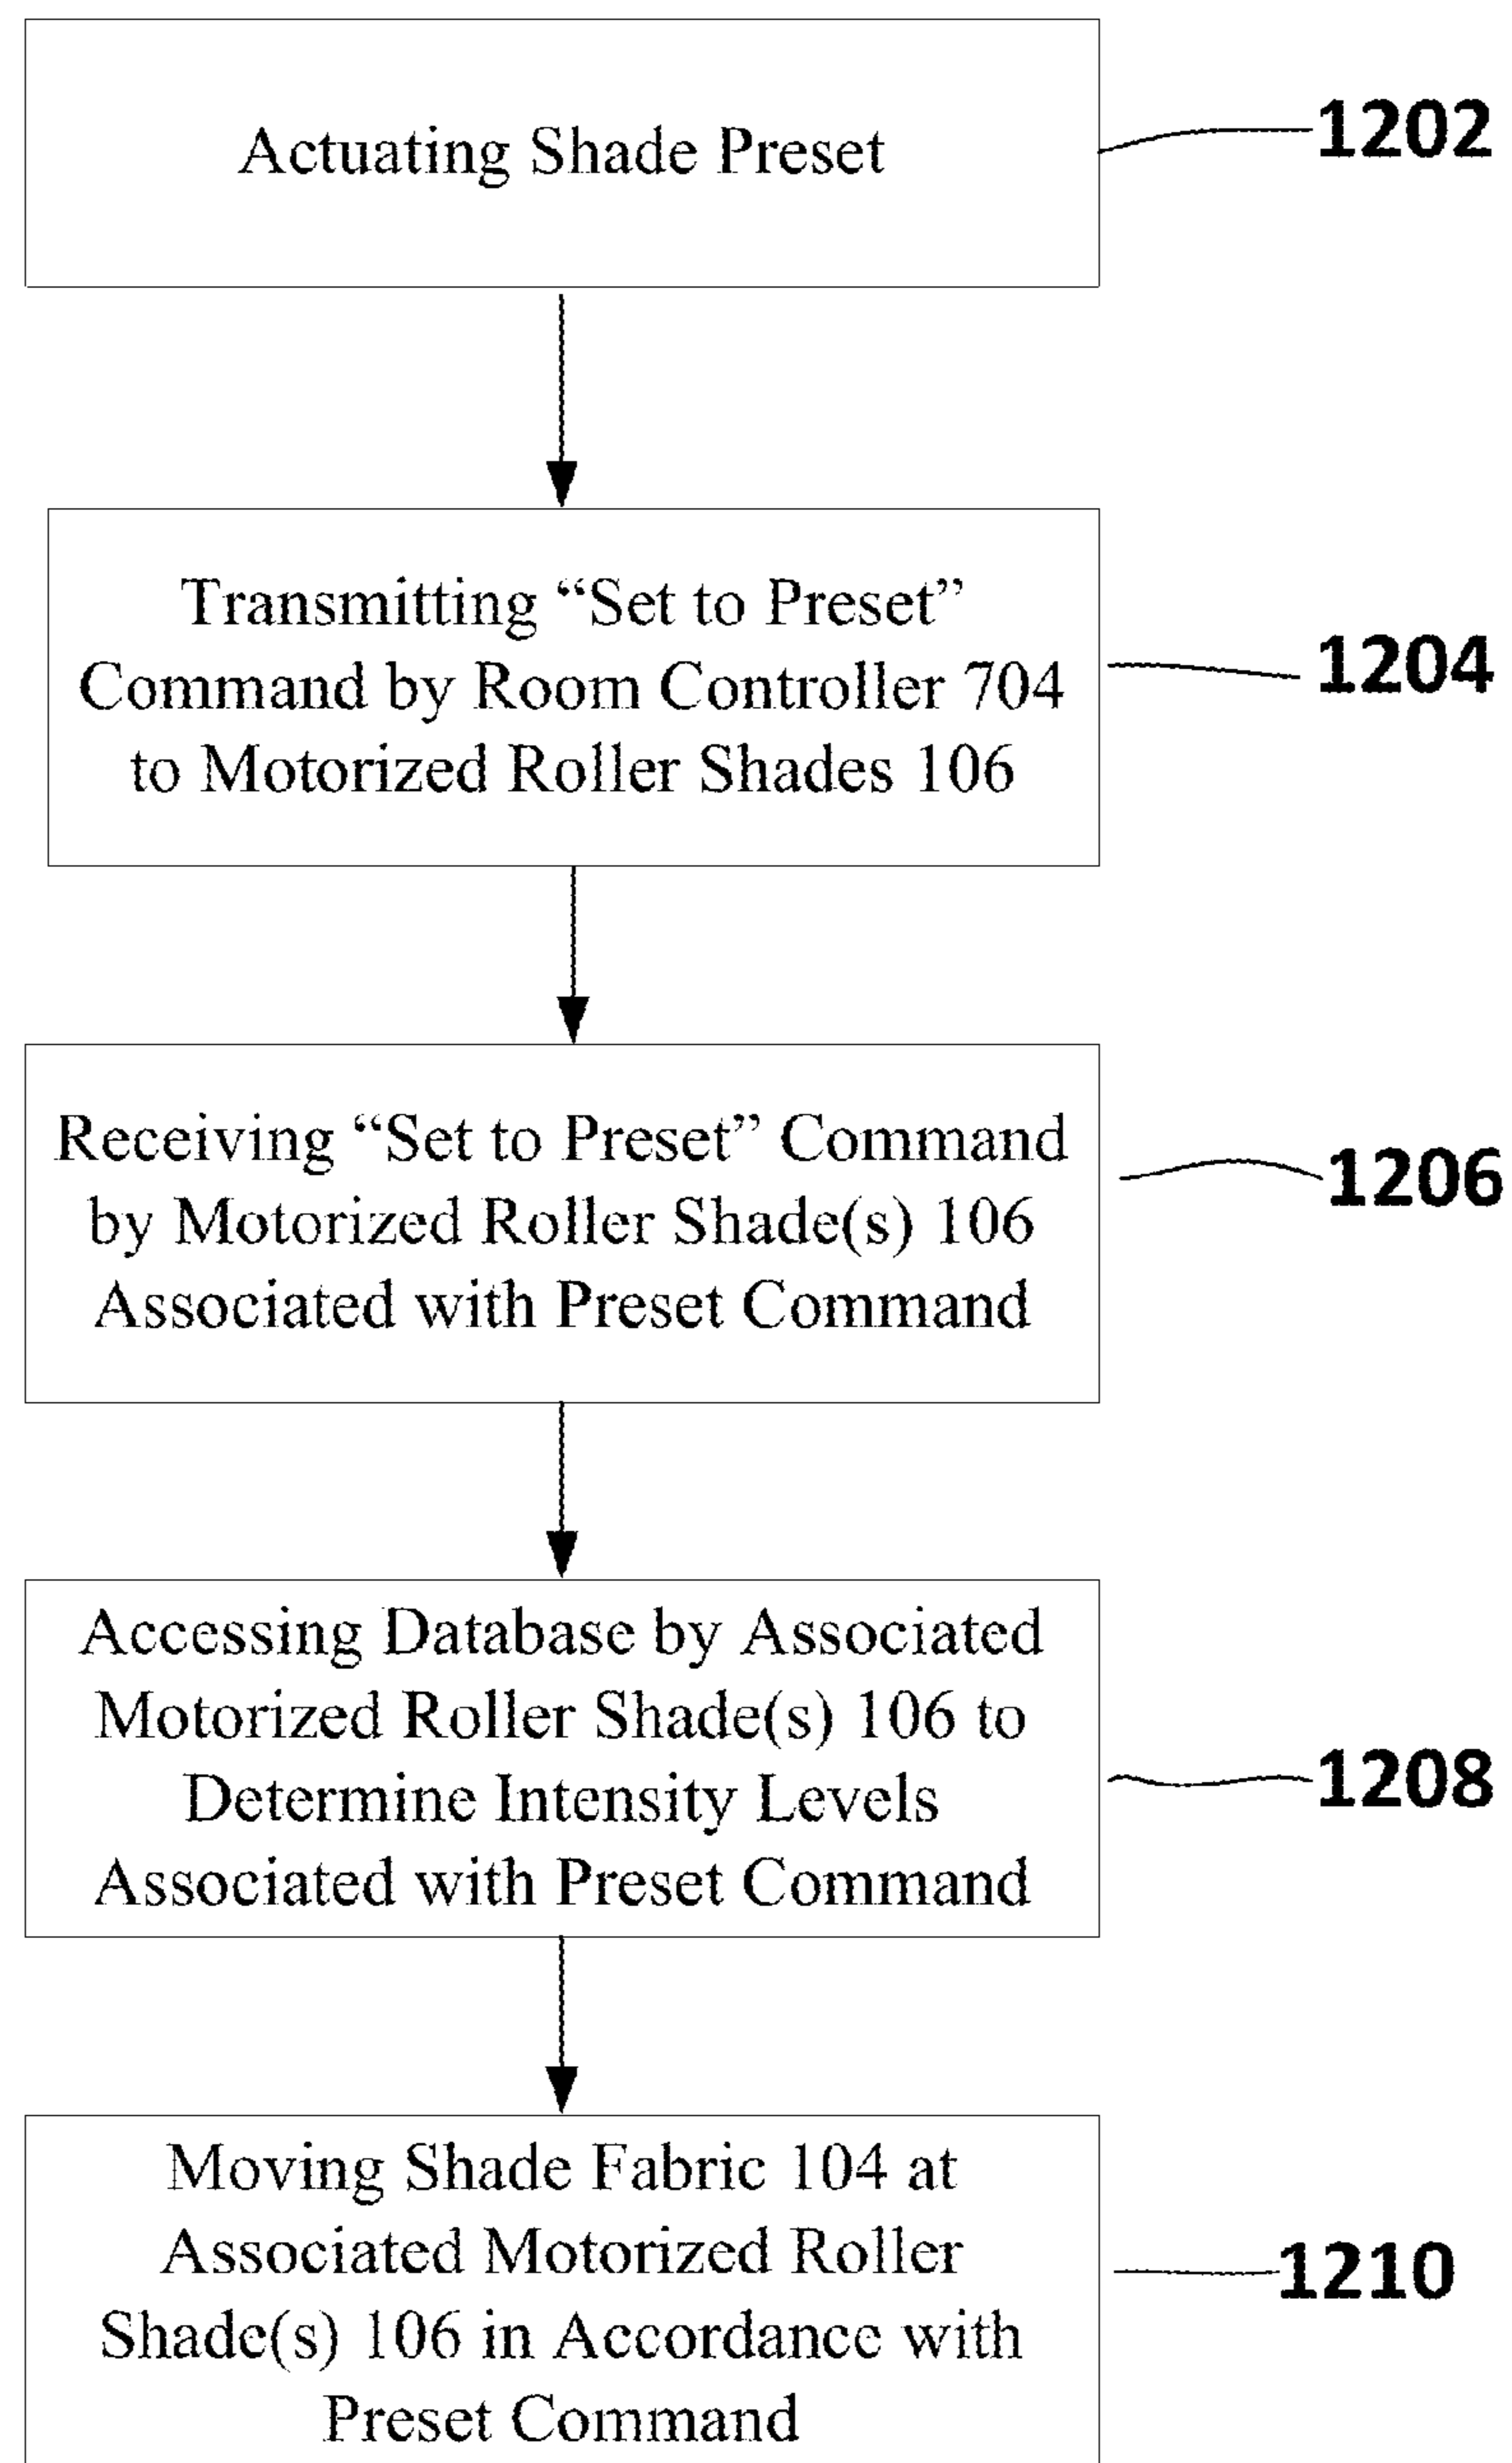 Actuating Shade Preset
1202
Transmitting “Set to Preset”
Command by Room Controller 704
to Motorized Roller Shades 106
1204
Receiving “Set to Preset” Command
by Motorized Roller Shade(s) 106
Associated with Preset Command
1206
Accessing Database by Associated
Motorized Roller Shade(s) 106 to
Determine Intensity Levels
Associated with Preset Command
1208
Moving Shade Fabric 104 at
Associated Motorized Roller
Shade(s) 106 in Accordance with
Preset Command
1210